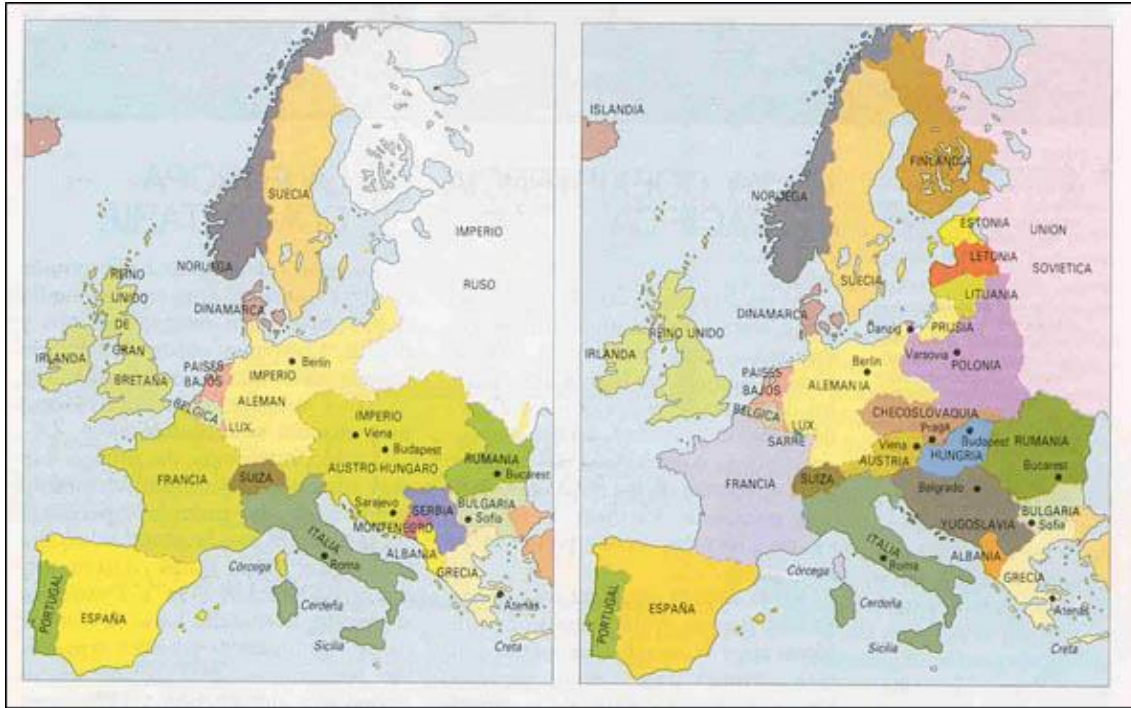 SUECIA
IMPERIO
RUSO
NORUEGA
DINAMARCA
REINO
UNIDO
DE
GRAN
BRETAÑA
IRLANDA
PAISES
BAJOS
BELGICA
LUX.
Berlin
IMPERIO
ALEMAN
IMPERIO
Viena
Budapest
AUSTRO-HUNGARO
RUMANIA
Bucarest
FRANCIA
SUIZA
Sarajevo
SERBIA
MONTENEGRO
BULGARIA
Sofia
ITALIA
Roma
ALBANIA
GRECIA
Atenas
Córcega
Cerdeña
Sicilia
Creta
PORTUGAL
ESPAÑA
ISLANDIA
FINLANDIA
NORUEGA
SUECIA
ESTONIA
LETONIA
LITUANIA
UNION
SOVIETICA
DINAMARCA
Danzig
PRUSIA
REINO UNIDO
IRLANDA
PAISES
BAJOS
BELGICA
LUX.
SARRE
Berlin
ALEMANIA
Varsovia
POLONIA
CHECOSLOVAQUIA
Praga
Viena
AUSTRIA
Budapest
HUNGRIA
RUMANIA
Bucarest
FRANCIA
SUIZA
Belgrado
YUGOSLAVIA
BULGARIA
Sofia
ITALIA
Roma
ALBANIA
GRECIA
Atenas
Córcega
Cerdeña
Sicilia
Creta
PORTUGAL
ESPAÑA